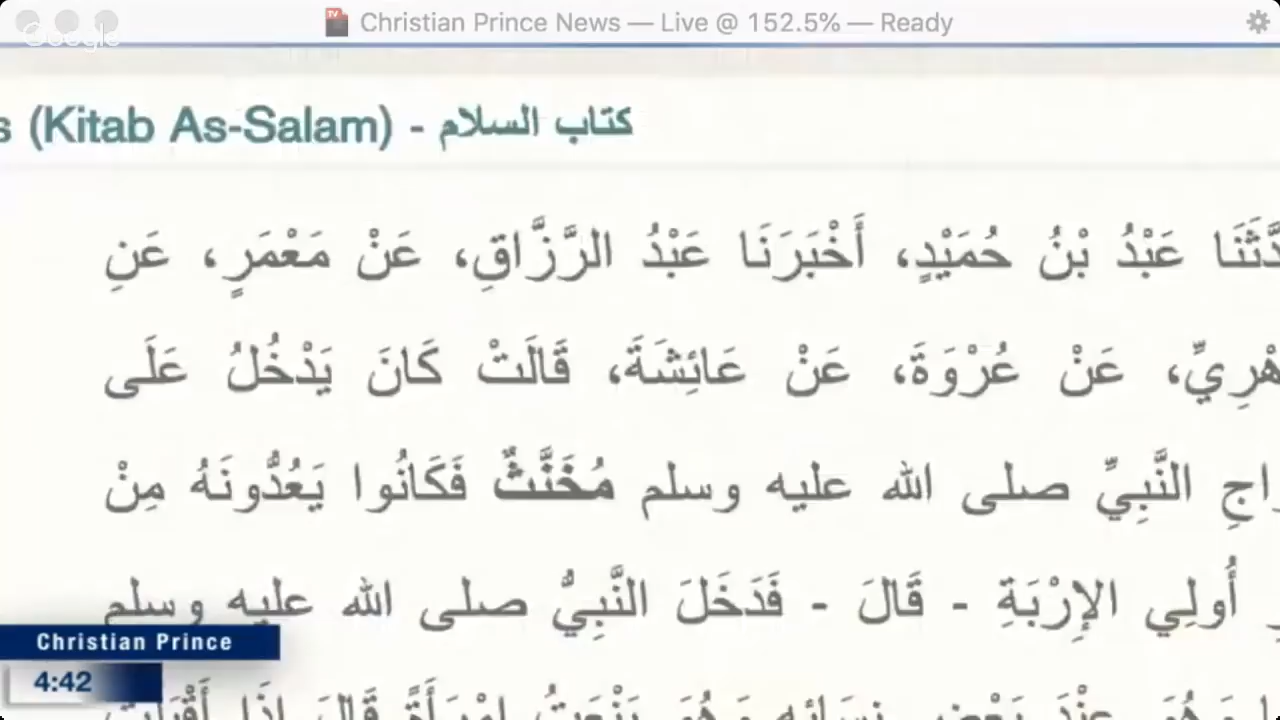 Google
Christian Prince News — Live @ 152.5% — Ready
(Kitab As-Salam) - كتاب السلام
عَبْدُ بْنُ حُمَيْدٍ، أَخْبَرَنَا عَبْدُ الرَّزَّاقِ، عَنْ مَعْمَرٍ، عَنِ
عَنْ عُرْوَةَ، عَنْ عَائِشَةَ، قَالَتْ كَانَ يَدْخُلُ عَلَى
النَّبِيِّ صلى الله عليه وسلم مُخَنَّثٌ فَكَانُوا يَعُدُّونَهُ مِنْ
أُولِي الإِرْبَةِ - قَالَ - فَدَخَلَ النَّبِيُّ صلى الله عليه وسلم
Christian Prince
4:42